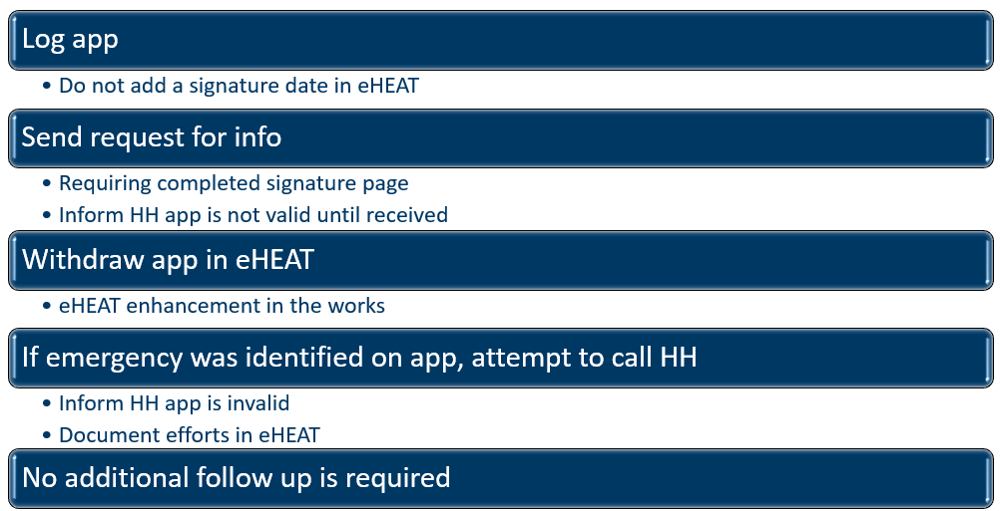 Log app
• Do not add a signature date in eHEAT
Send request for info
• Requiring completed signature page
• Inform HH app is not valid until received
Withdraw app in eHEAT
• eHEAT enhancement in the works
If emergency was identified on app, attempt to call HH
• Inform HH app is invalid
• Document efforts in eHEAT
No additional follow up is required